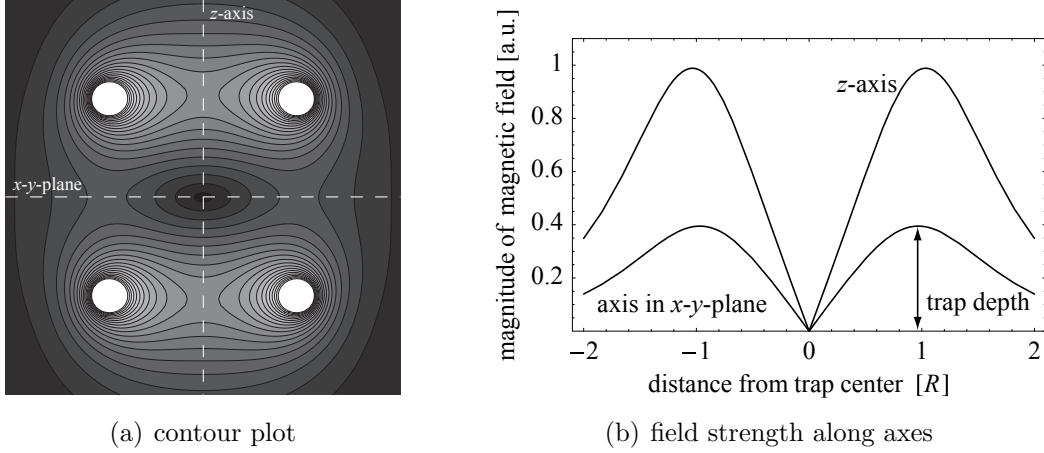 z-axis
x-y-plane
(a) contour plot
magnitude of magnetic field [a.u.]
1
0.8
0.6
0.4
0.2
z-axis
axis in x-y-plane
trap depth
−2 −1 0 1 2
distance from trap center [R]
(b) field strength along axes